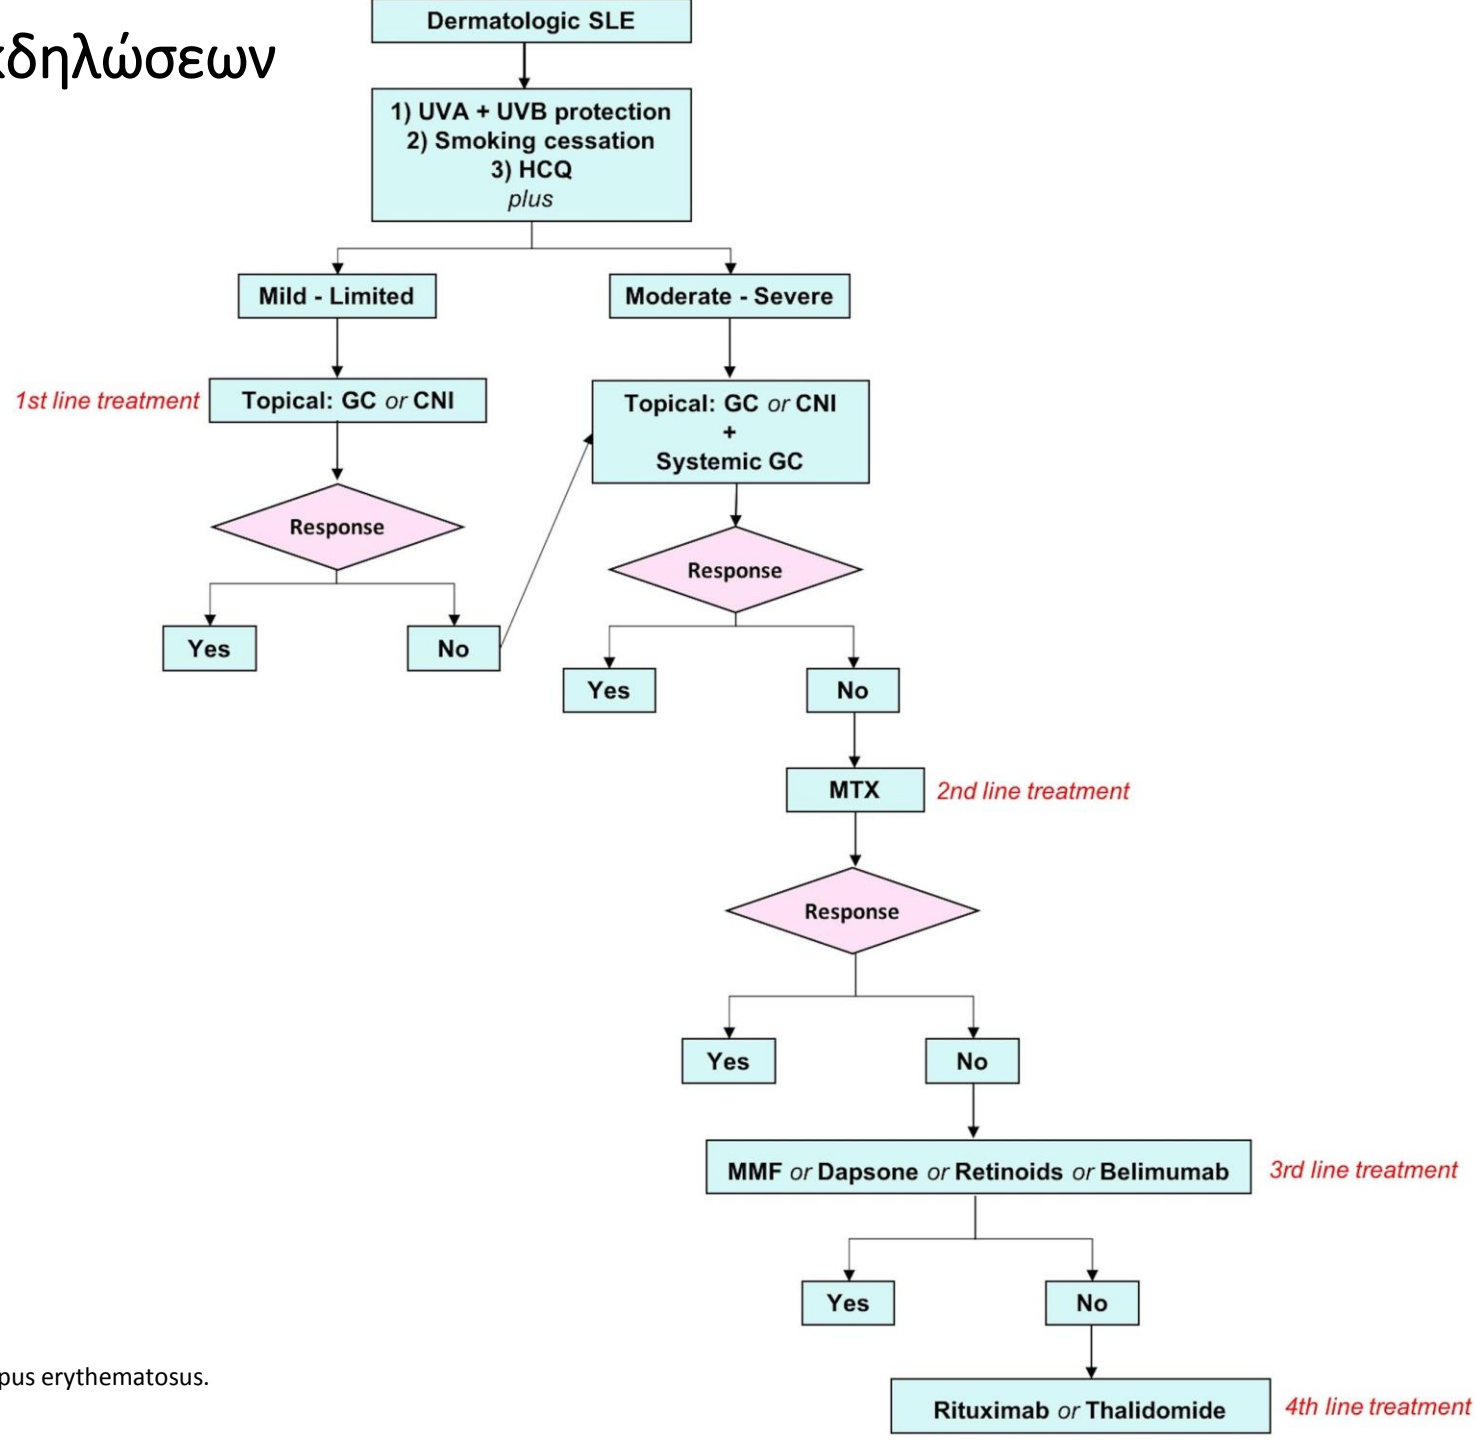 Dermatologic SLE
1) UVA + UVB protection
2) Smoking cessation
3) HCQ
plus
Mild - Limited
Moderate - Severe
1st line treatment
Topical: GC or CNI
Topical: GC or CNI
+
Systemic GC
Response
Response
Yes
No
Yes
No
MTX
2nd line treatment
Response
Yes
No
MMF or Dapsone or Retinoids or Belimumab
3rd line treatment
Yes
No
Rituximab or Thalidomide
4th line treatment
erythematosus.